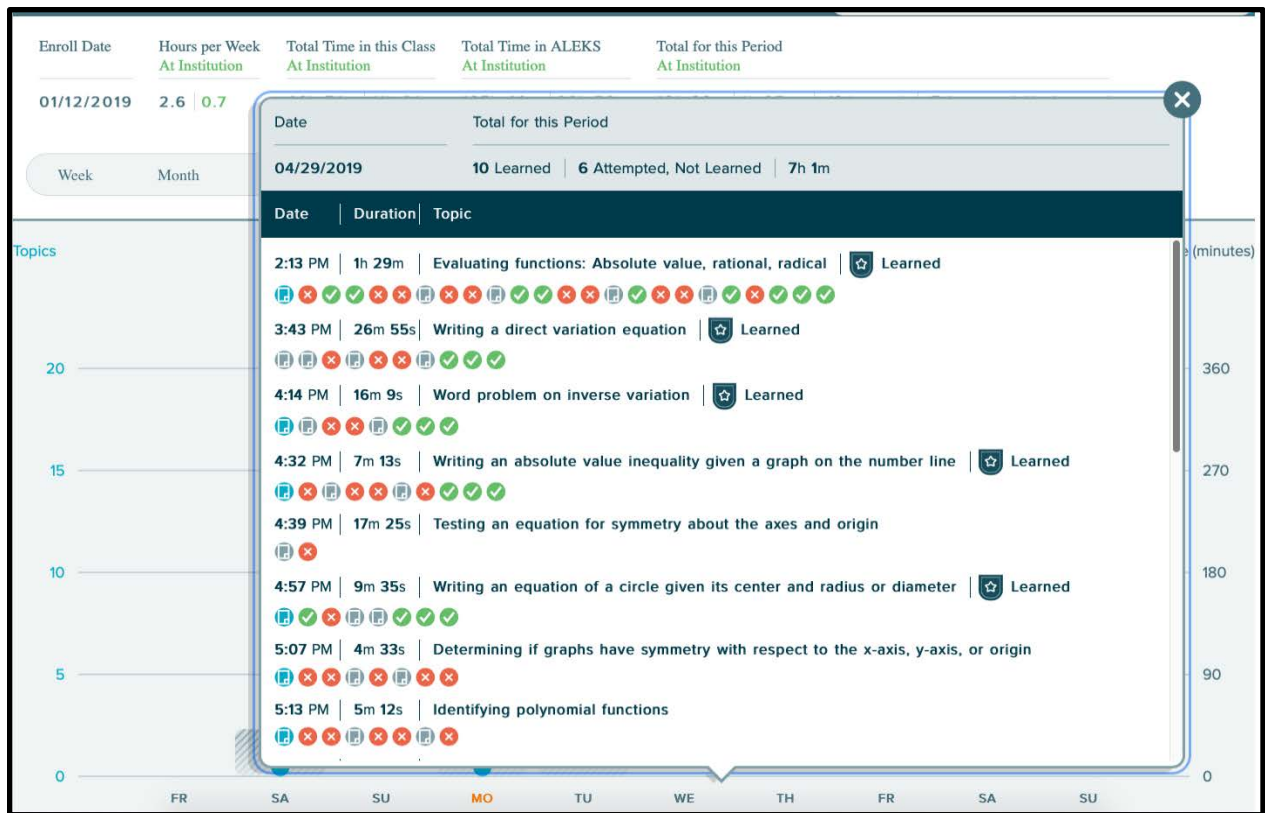 Enroll Date Hours per Week Total Time in this Class Total Time in ALEKS Total for this Period
At Institution At Institution At Institution At Institution
01/12/2019 2.6 0.7
Week Month
Date Total for this Period
04/29/2019 10 Learned 6 Attempted, Not Learned 7h 1m
Date Duration Topic
Topics
(minutes)
2:13 PM 1h 29m Evaluating functions: Absolute value, rational, radical Learned
3:43 PM 26m 55s Writing a direct variation equation Learned
20 360
4:14 PM 16m 9s Word problem on inverse variation Learned
4:32 PM 7m 13s Writing an absolute value inequality given a graph on the number line Learned
15 270
4:39 PM 17m 25s Testing an equation for symmetry about the axes and origin
10 180
4:57 PM 9m 35s Writing an equation of a circle given its center and radius or diameter Learned
5:07 PM 4m 33s Determining if graphs have symmetry with respect to the x-axis, y-axis, or origin
5 90
5:13 PM 5m 12s Identifying polynomial functions
0 0
FR SA SU MO TU WE TH FR SA SU